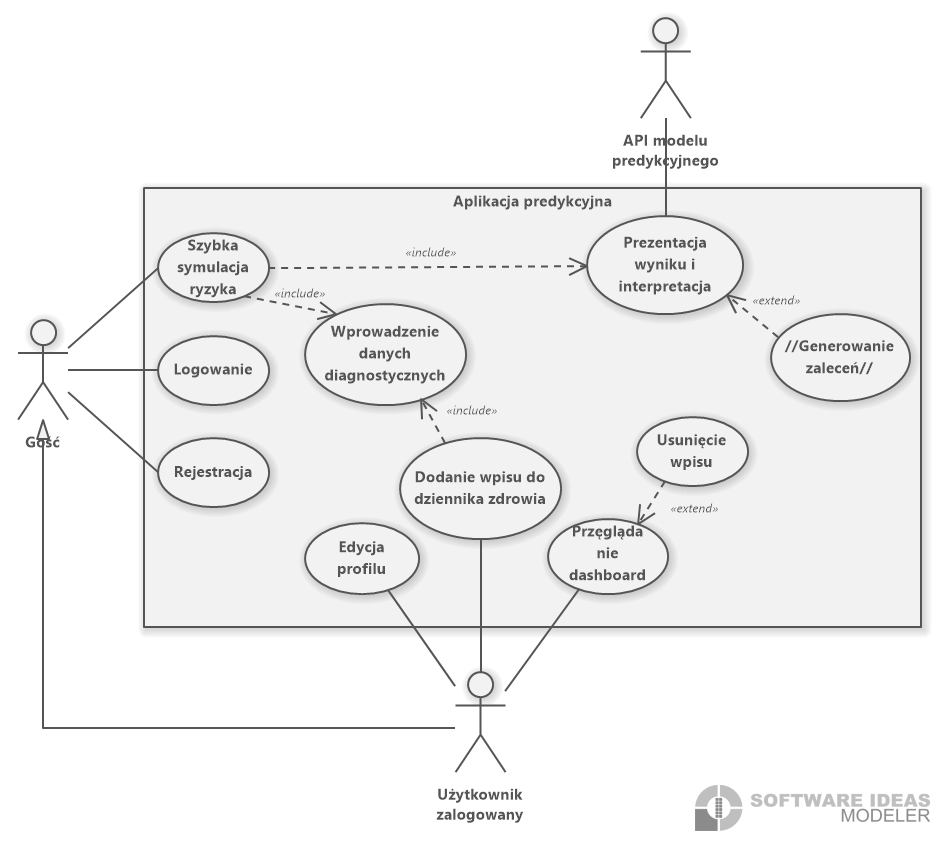 API modelu
predykcyjnego
Aplikacja predykcyjna
Szybka
symulacja
ryzyka
«include»
Prezentacja
wyniku i
interpretacja
«include»
«extend»
Wprowadzenie
danych
diagnostycznych
//Generowanie
zaleceń//
Logowanie
«include»
Gość
Rejestracja
Usunięcie
wpisu
Dodanie wpisu do
dziennika zdrowia
«extend»
Edycja
profilu
Przęgląda
nie
dashboard
Użytkownik
zalogowany
SOFTWARE IDEAS
MODELER